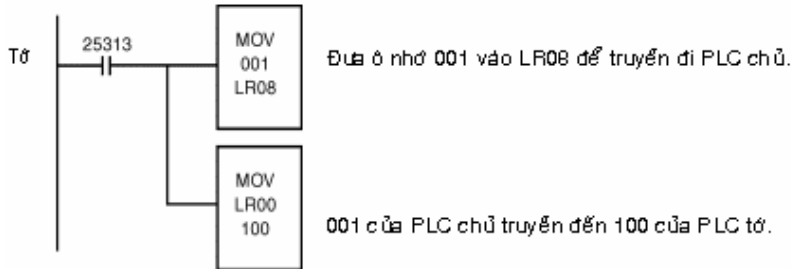 Tớ
25313
MOV
001
LR08
Đưa ô nhớ 001 vào LR08 để truyền đi PLC chủ.
MOV
LR00
100
001 của PLC chủ truyền đến 100 của PLC tớ.